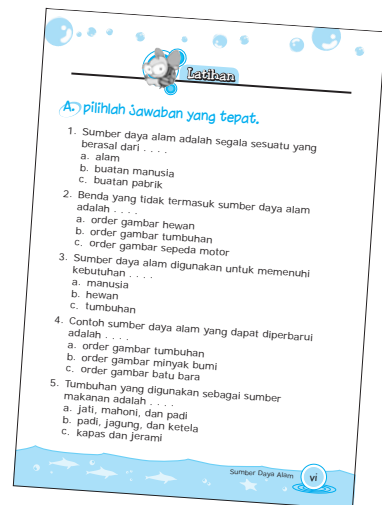 Latihan
A. pilihlah jawaban yang tepat.
1. Sumber daya alam adalah segala sesuatu yang
berasal dari . . . .
a. alam
b. buatan manusia
c. buatan pabrik
2. Benda yang tidak termasuk sumber daya alam
adalah . . . .
a. order gambar hewan
b. order gambar tumbuhan
c. order gambar sepeda motor
3. Sumber daya alam digunakan untuk memenuhi
kebutuhan . . . .
a. manusia
b. hewan
c. tumbuhan
4. Contoh sumber daya alam yang dapat diperbarui
adalah . . . .
a. order gambar tumbuhan
b. order gambar minyak bumi
c. order gambar batu bara
5. Tumbuhan yang digunakan sebagai sumber
makanan adalah . . . .
a. jati, mahoni, dan padi
b. padi, jagung, dan ketela
c. kapas dan jerami
Sumber Daya Alam vi